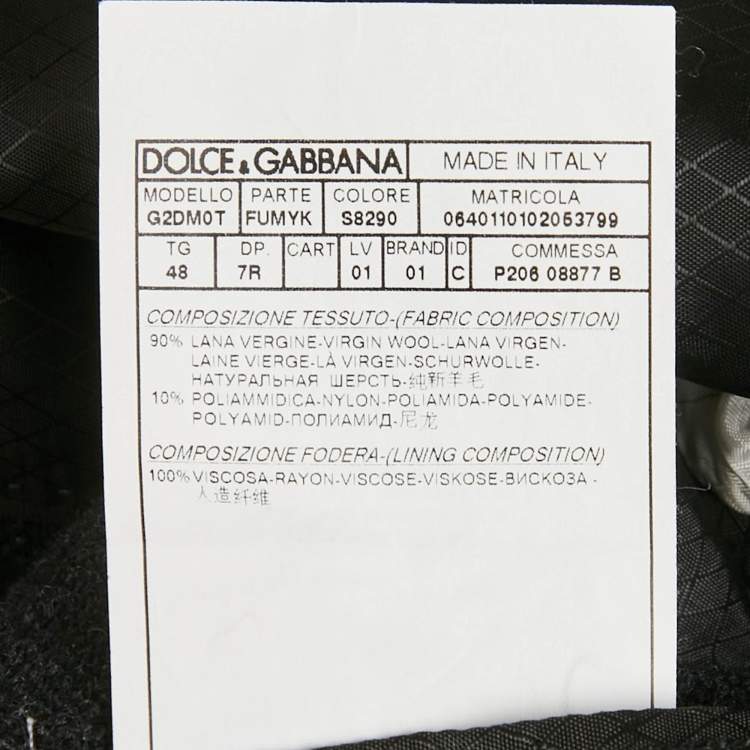 DOLCE & GABBANA MADE IN ITALY
MODELLO PARTE COLORE MATRICOLA
G2DM0T FUMYK S8290 0640110102053799
TG DP. CART LV BRAND ID COMMESSA
48 7R 01 01 C P206 08877 B
COMPOSIZIONE TESSUTO-(FABRIC COMPOSITION)
90% LANA VERGINE-VIRGIN WOOL-LANA VIRGEN-
LAINE VIERGE-LÀ VIRGEN-SCHURWOLLE-
НАТУРАЛЬНАЯ ШЕРСТЬ-纯新羊毛
10% POLIAMMIDICA-NYLON-POLIAMIDA-POLYAMIDE-
POLYAMID-ПОЛИАМИД-尼龙
COMPOSIZIONE FODERA-(LINING COMPOSITION)
100% VISCOSA-RAYON-VISCOSE-VISKOSE-ВИСКОЗА -
人造纤维